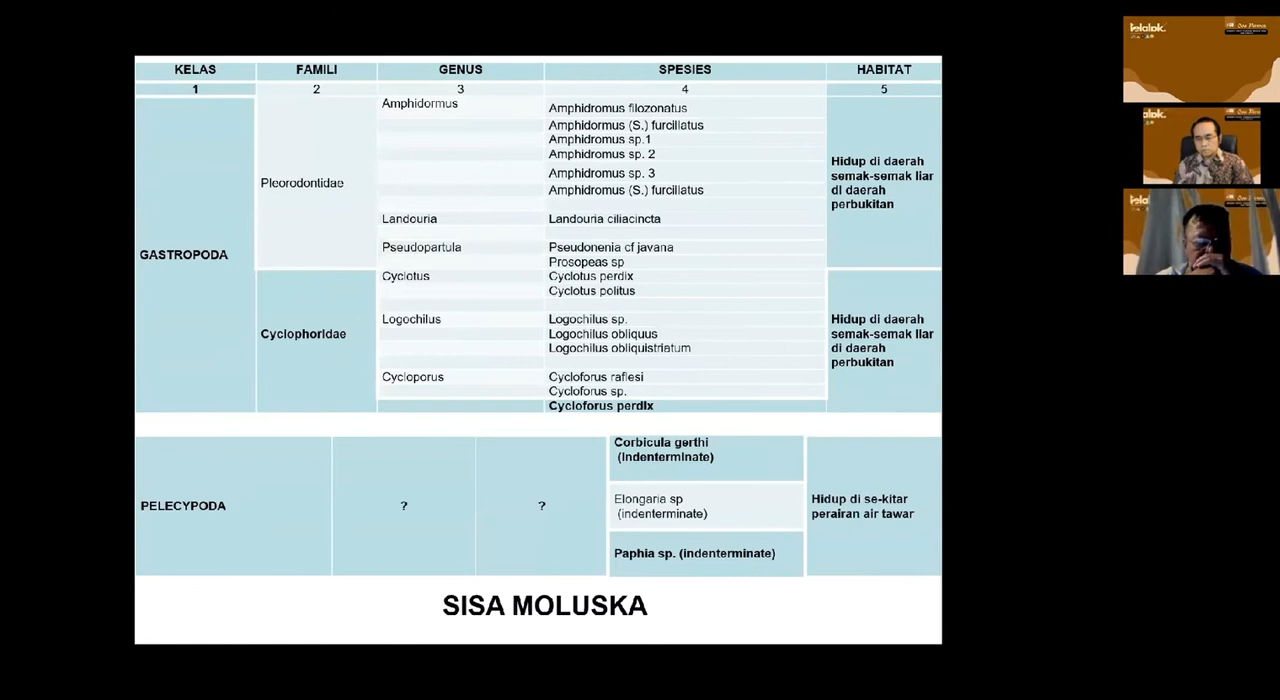 KELAS FAMILI GENUS SPESIES HABITAT
1 2 3 4 5
GASTROPODA
Pleorodontidae
Amphidormus
Amphidromus filozonatus
Amphidormus (S.) furcillatus
Amphidromus sp.1
Amphidromus sp. 2
Amphidromus sp. 3
Amphidromus (S.) furcillatus
Landouria
Landouria ciliacincta
Pseudopartula
Pseudonenia cf javana
Prosopeas sp
Hidup di daerah
semak-semak liar
di daerah
perbukitan
Cyclophoridae
Cyclotus
Cyclotus perdix
Cyclotus politus
Logochilus
Logochilus sp.
Logochilus obliquus
Logochilus obliquistriatum
Cycloporus
Cycloforus raflesi
Cycloforus sp.
Cycloforus perdix
Hidup di daerah
semak-semak liar
di daerah
perbukitan
PELECYPODA
?
?
Corbicula gerthi
(indenterminate)
Elongaria sp
(indenterminate)
Paphia sp. (indenterminate)
Hidup di se-kitar
perairan air tawar
SISA MOLUSKA